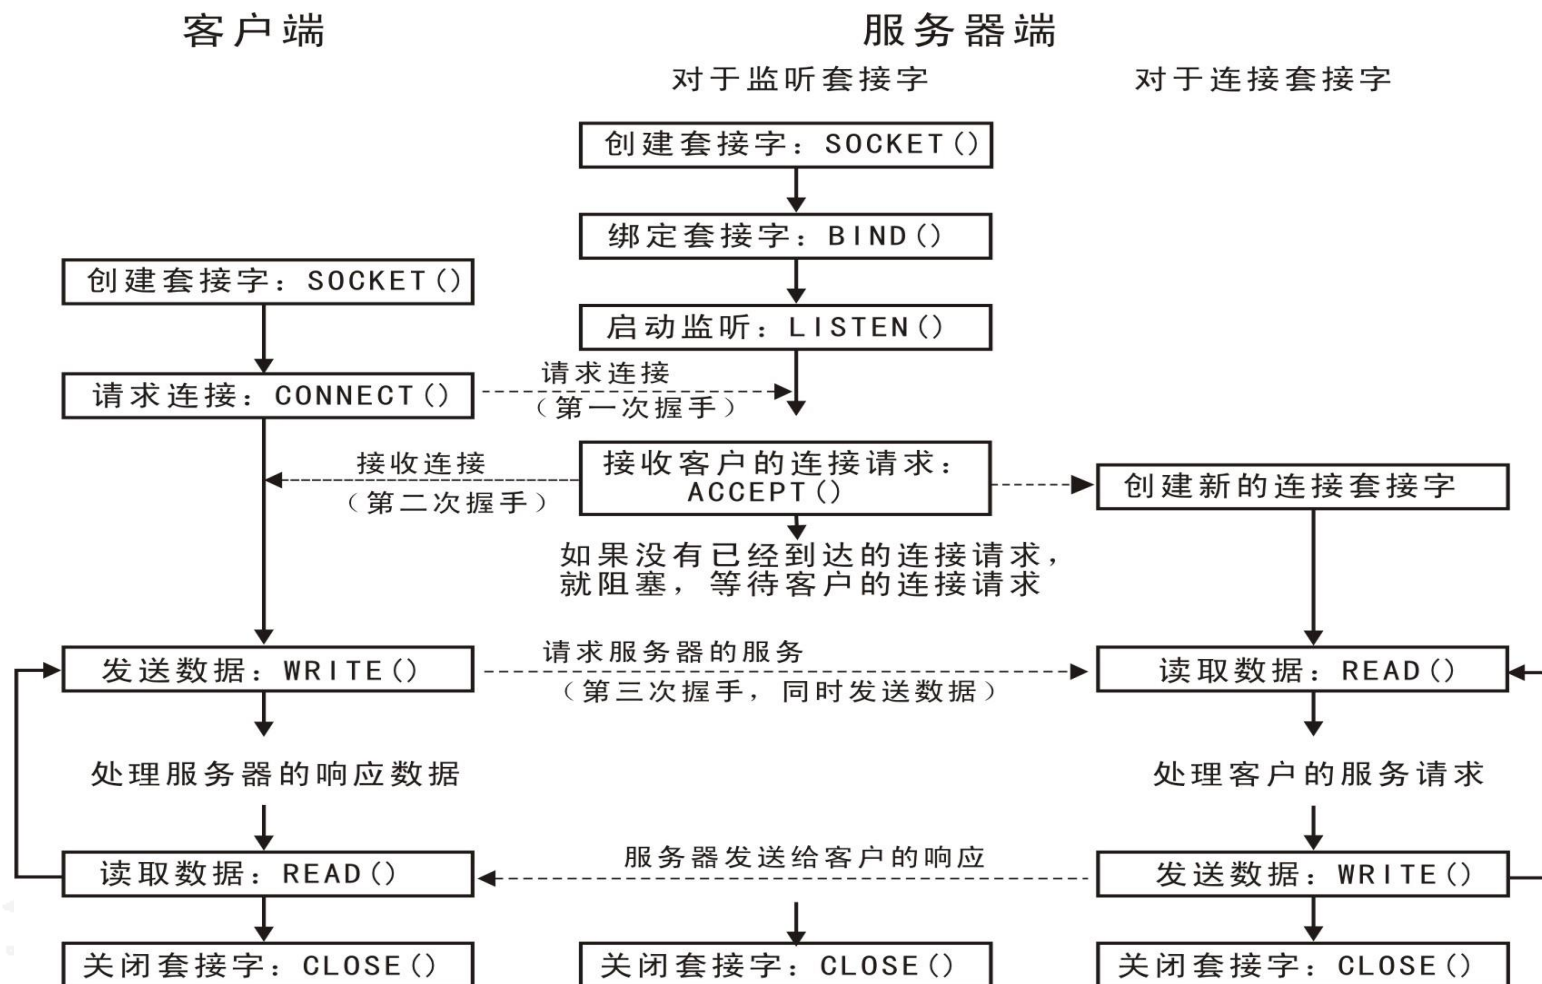 客户端
服务器端
对于监听套接字
对于连接套接字
创建套接字：SOCKET()
绑定套接字：BIND()
创建套接字：SOCKET()
启动监听：LISTEN()
请求连接：CONNECT()
请求连接
（第一次握手）
接收连接
（第二次握手）
接收客户的连接请求：
ACCEPT()
创建新的连接套接字
如果没有已经到达的连接请求，
就阻塞，等待客户的连接请求
发送数据：WRITE()
请求服务器的服务
（第三次握手，同时发送数据）
读取数据：READ()
处理服务器的响应数据
处理客户的服务请求
读取数据：READ()
服务器发送给客户的响应
发送数据：WRITE()
关闭套接字：CLOSE()
关闭套接字：CLOSE()
关闭套接字：CLOSE()